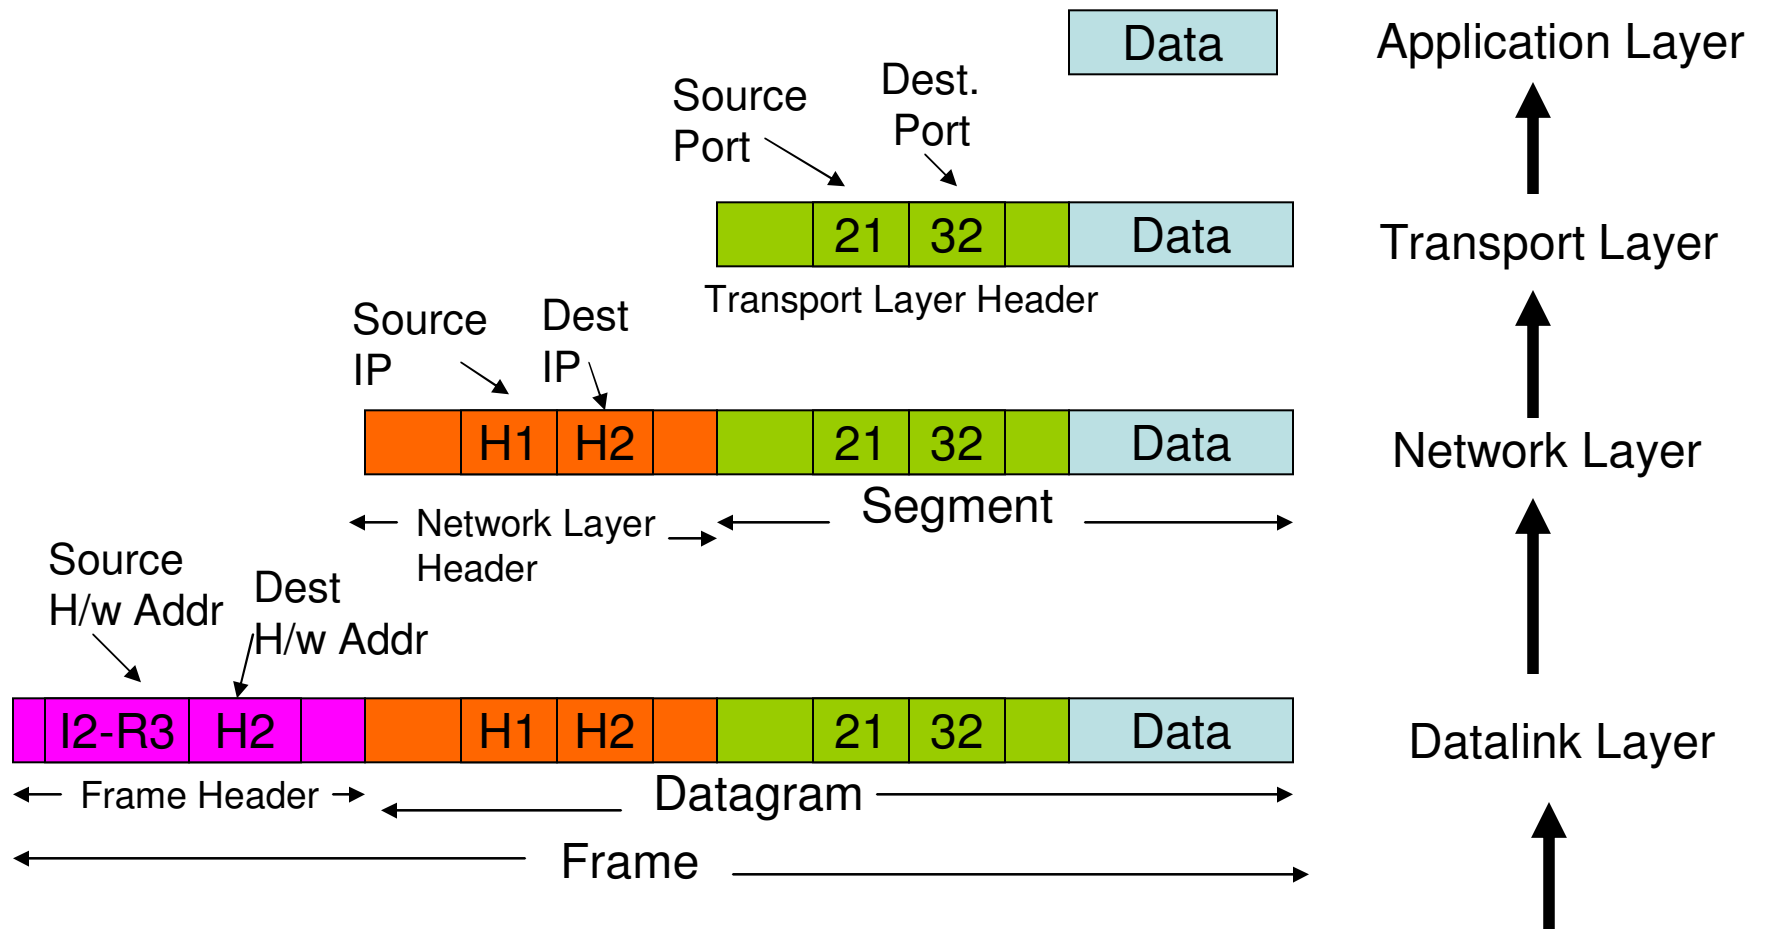 Data
Application Layer
Source
Port
Dest.
Port
21 32 Data
Transport Layer
Transport Layer Header
Source
IP
Dest
IP
H1 H2 21 32 Data
Network Layer
Segment
Network Layer
Header
Source
H/w Addr
Dest
H/w Addr
I2-R3 H2 H1 H2 21 32 Data
Datalink Layer
Frame Header
Datagram
Frame